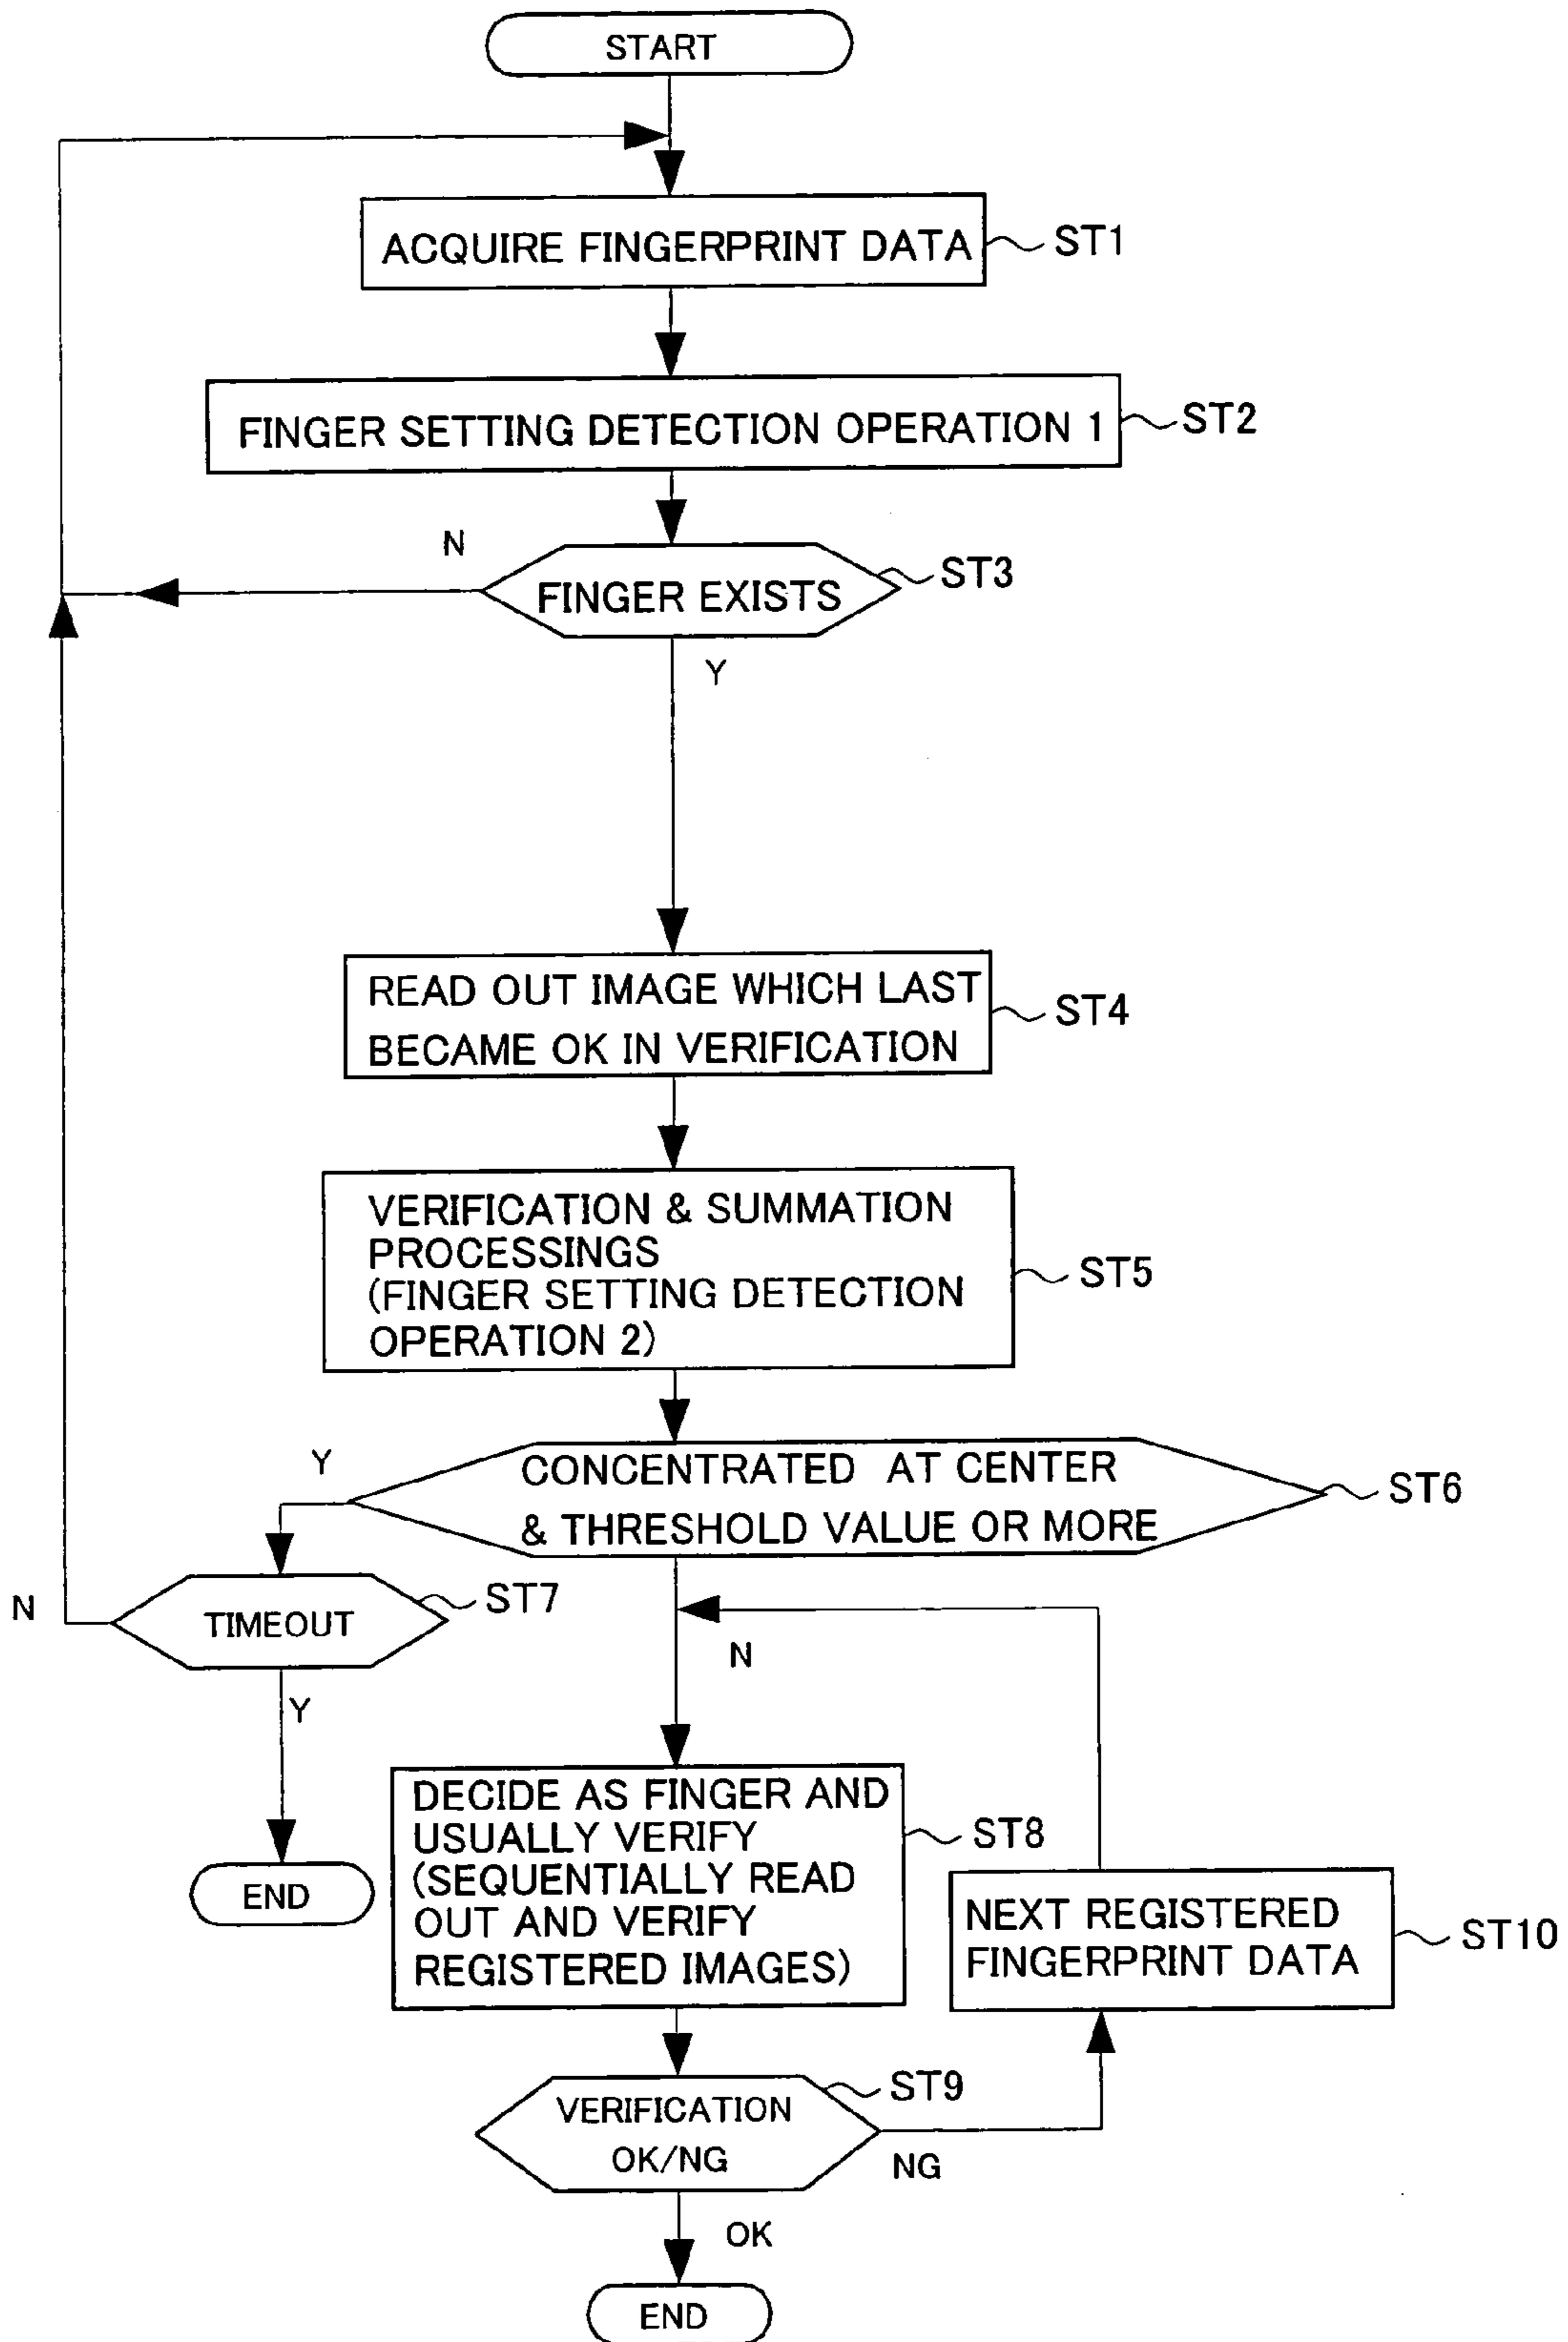 START
ACQUIRE FINGERPRINT DATA
ST1
FINGER SETTING DETECTION OPERATION 1
ST2
N
FINGER EXISTS
ST3
Y
READ OUT IMAGE WHICH LAST
BECAME OK IN VERIFICATION
ST4
VERIFICATION & SUMMATION
PROCESSINGS
(FINGER SETTING DETECTION
OPERATION 2)
ST5
Y
CONCENTRATED AT CENTER
& THRESHOLD VALUE OR MORE
ST6
N
TIMEOUT
ST7
N
Y
DECIDE AS FINGER AND
USUALLY VERIFY
(SEQUENTIALLY READ
OUT AND VERIFY
REGISTERED IMAGES)
ST8
END
NEXT REGISTERED
FINGERPRINT DATA
ST10
VERIFICATION
OK/NG
ST9
NG
OK
END